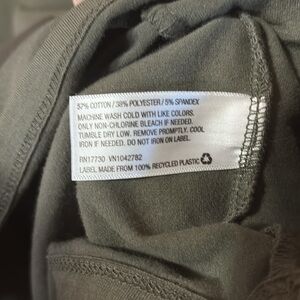 57% COTTON / 38% POLYESTER / 5% SPANDEX
MACHINE WASH COLD WITH LIKE COLORS.
ONLY NON-CHLORINE BLEACH IF NEEDED.
TUMBLE DRY LOW. REMOVE PROMPTLY. COOL
IRON IF NEEDED. DO NOT IRON ON LABEL.
RN17730 VN1042782
LABEL MADE FROM 100% RECYCLED PLASTIC